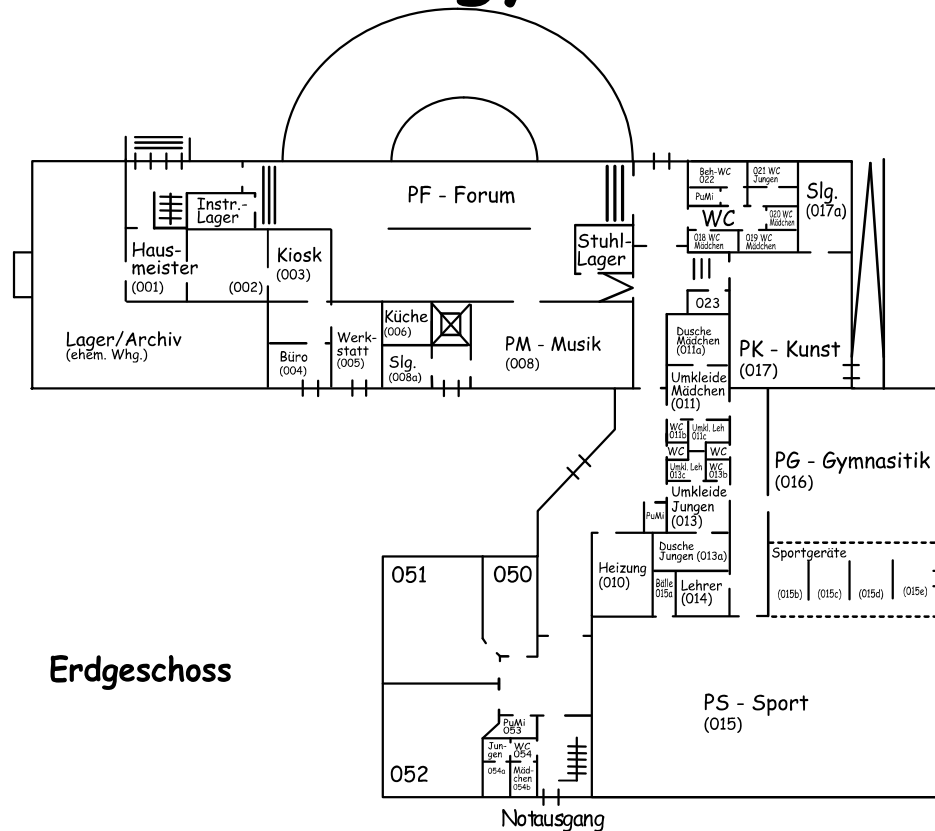 Beh-WC
022
021 WC
Jungen
PuMi
Slg.
(017a)
WC
020 WC
Mädchen
018 WC
Mädchen
019 WC
Mädchen
PF - Forum
Instr.-
Lager
Stuhl-
Lager
Haus-
meister
(001)
(002)
Kiosk
(003)
023
Küche
(006)
Lager/Archiv
(ehem. Whg.)
Büro
(004)
Werk-
statt
(005)
Slg.
(008a)
PM - Musik
(008)
Dusche
Mädchen
(011a)
PK - Kunst
(017)
Umkleide
Mädchen
(011)
WC
011b
Umkl. Leh
011c
WC
WC
Umkl. Leh
013c
WC
013b
PG - Gymnasitik
(016)
Umkleide
Jungen
(013)
PuMi
Dusche
Jungen (013a)
Sportgeräte
(015b)
(015c)
(015d)
(015e)
Heizung
(010)
Bälle
015a
Lehrer
(014)
051
050
Erdgeschoss
PS - Sport
(015)
PuMi
053
Jun-
gen
054a
WC
054
Mäd-
chen
054b
052
Notausgang